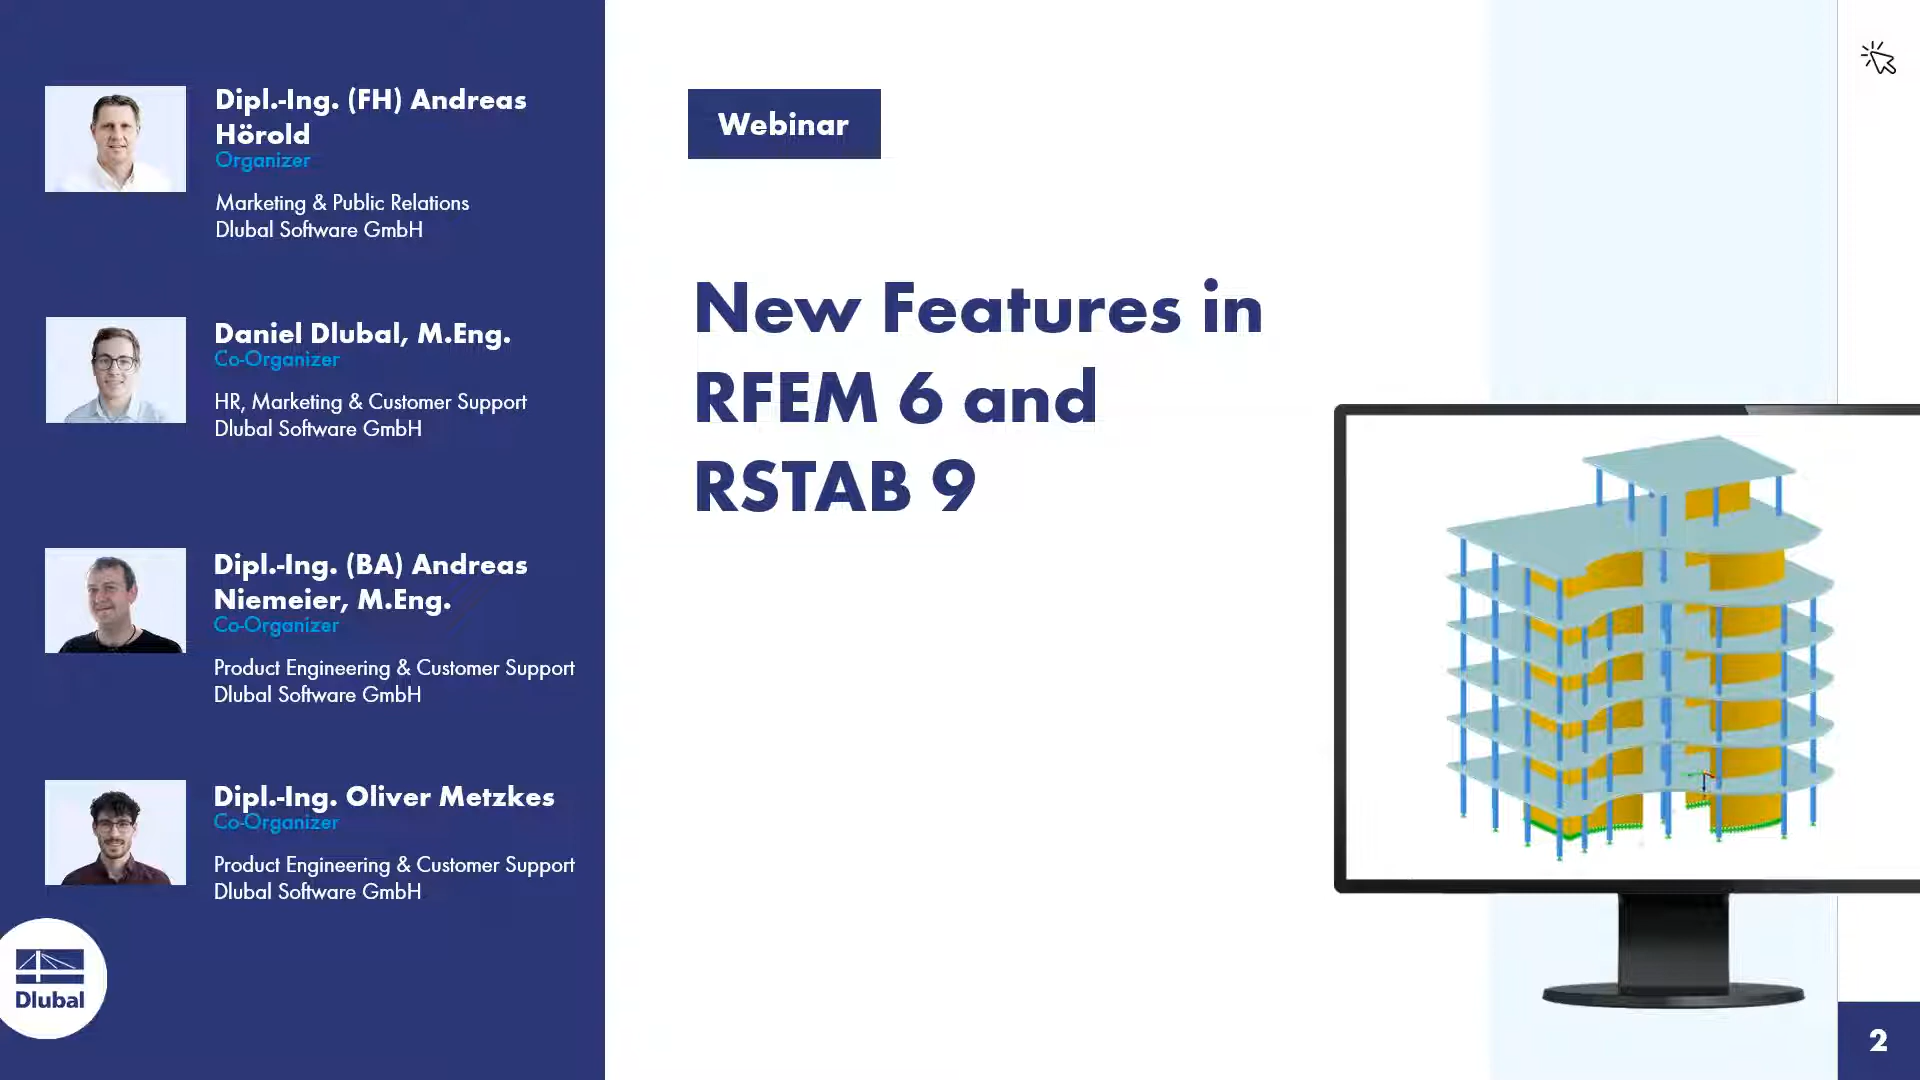 Dipl.-Ing. (FH) Andreas
Hörold
Organizer
Marketing & Public Relations
Dlubal Software GmbH
Daniel Dlubal, M.Eng.
Co-Organizer
HR, Marketing & Customer Support
Dlubal Software GmbH
Dipl.-Ing. (BA) Andreas
Niemeier, M.Eng.
Co-Organizer
Product Engineering & Customer Support
Dlubal Software GmbH
Dipl.-Ing. Oliver Metzkes
Co-Organizer
Product Engineering & Customer Support
Dlubal Software GmbH
Dlubal
Webinar
New Features in
RFEM 6 and
RSTAB 9
2